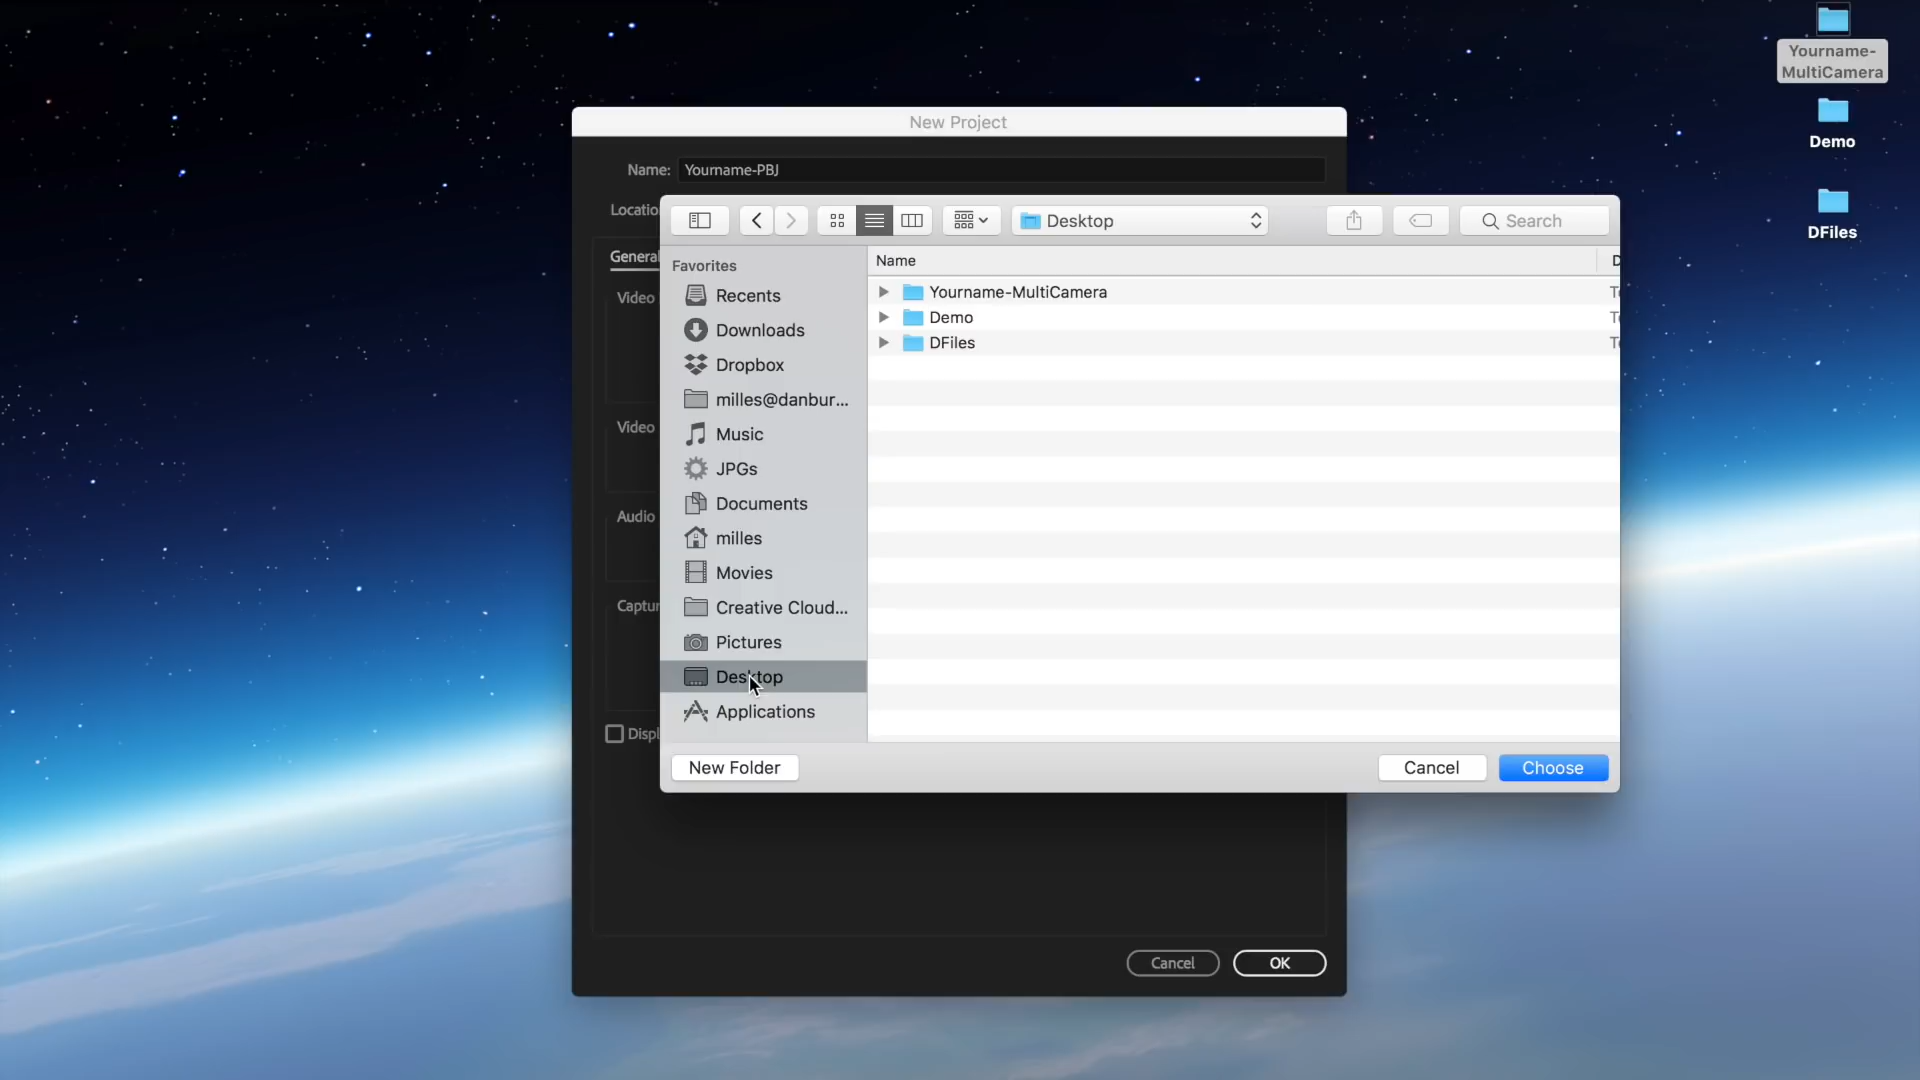 Yourname-
MultiCamera
Demo
DFiles
New Project
Name: Yourname-PBJ
Locatio
General
Video
Video
Audio
Captur
Displ
Desktop
Search
Favorites
Recents
Downloads
Dropbox
milles@danbur...
Music
JPGs
Documents
milles
Movies
Creative Cloud...
Pictures
Desktop
Applications
Name D
Yourname-MultiCamera
Demo
DFiles
New Folder Cancel Choose
Cancel OK